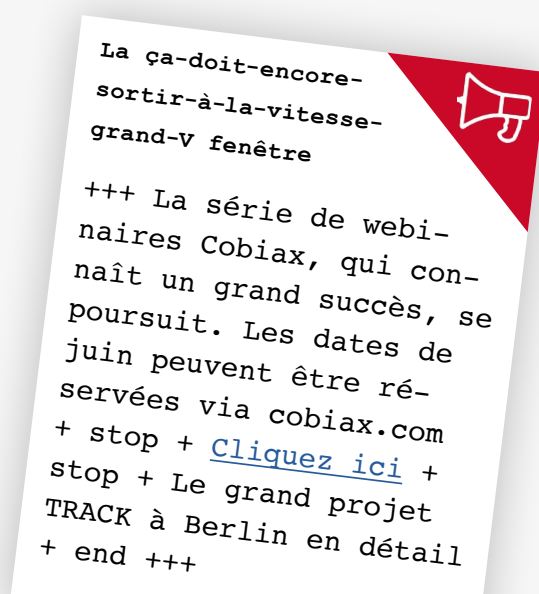 La ça-doit-encore-
sortir-à-la-vitesse-
grand-V fenêtre
+++ La série de webi-
naires Cobiax, qui con-
naît un grand succès, se
poursuit. Les dates de
juin peuvent être ré-
servées via cobiax.com
+ stop + Cliquez ici +
stop + Le grand projet
TRACK à Berlin en détail
+ end +++